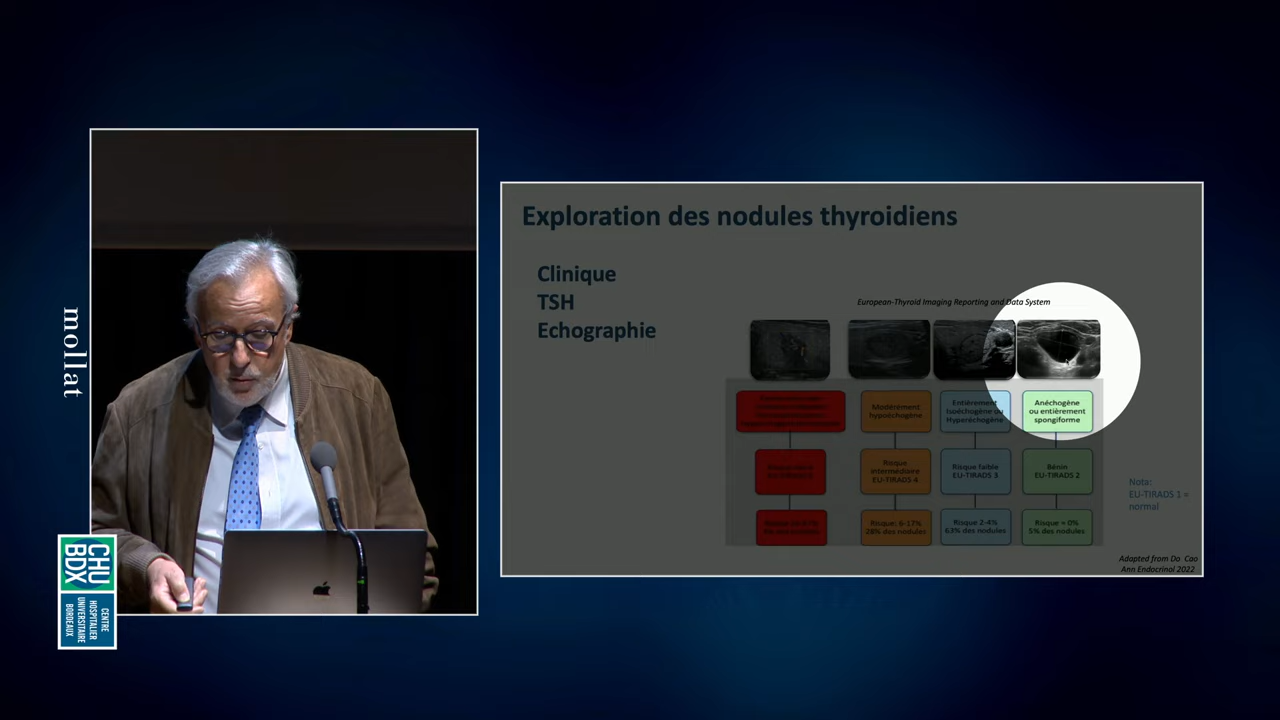 mollat
CHU
BDX
CENTRE
HOSPITALIER
UNIVERSITAIRE
BORDEAUX
Exploration des nodules thyroidiens
Clinique
TSH
Echographie
European-Thyroid Imaging Reporting and Data System
Modérément
hypoéchogène
Entièrement
Isoéchogène ou
Hyperéchogène
Anéchogène
ou entièrement
spongiforme
Risque
intermédiaire
EU-TIRADS 4
Risque faible
EU-TIRADS 3
Bénin
EU-TIRADS 2
Risque: 6-17%
28% des nodules
Risque 2-4%
63% des nodules
Risque ≈ 0%
5% des nodules
Note:
EU-TIRADS 1 =
normal
Adapted from Do Cao
Ann Endocrinol 2022